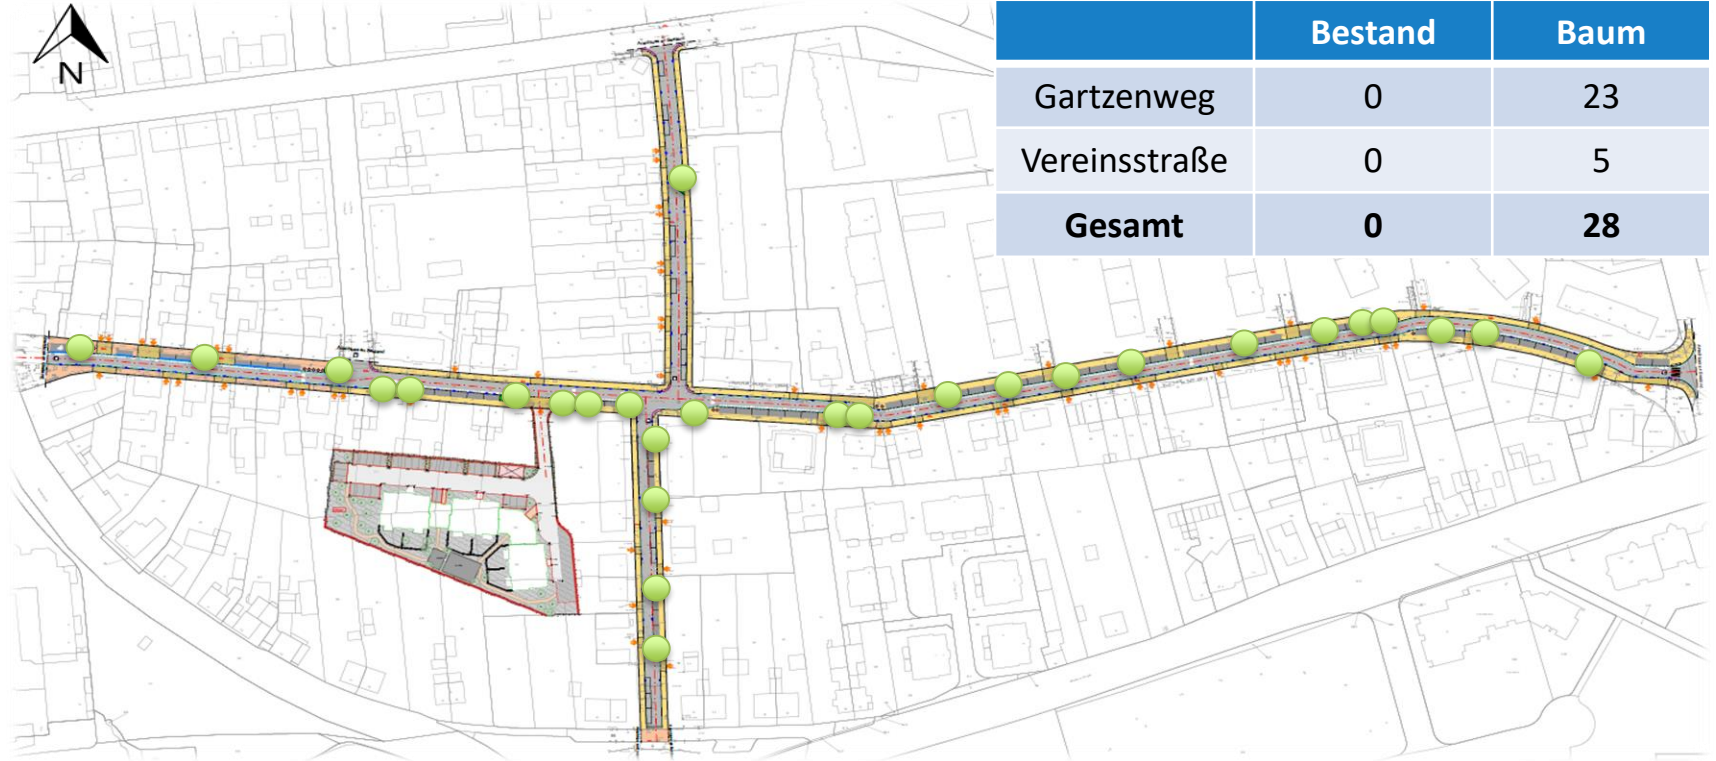 N
Bestand Baum
Gartzenweg 0 23
Vereinsstraße 0 5
Gesamt 0 28